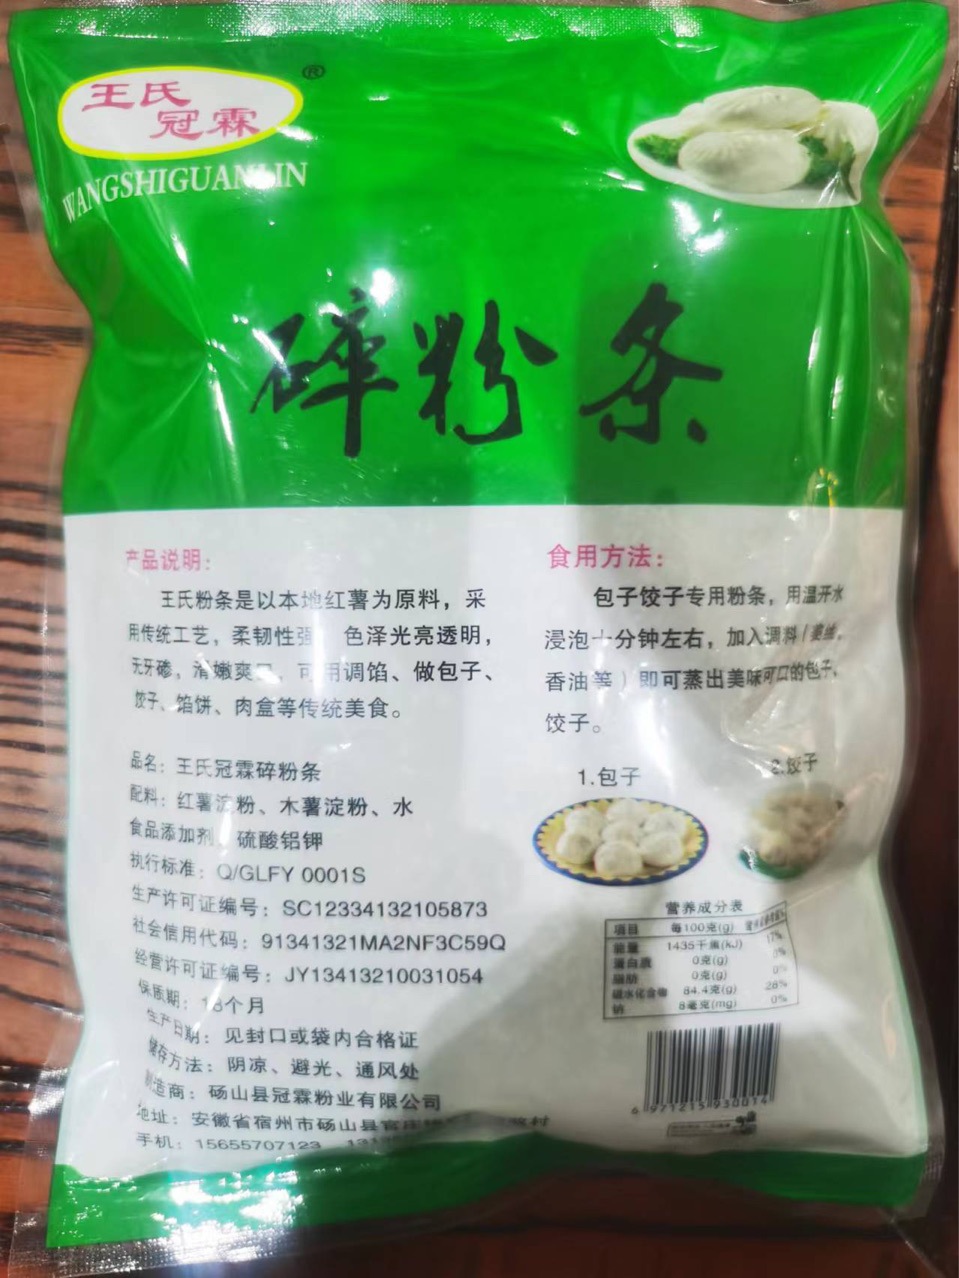 王氏
冠霖
®
WANGSHIGUANLIN
碎粉条
产品说明：
王氏粉条是以本地红薯为原料，采
用传统工艺，柔韧性强 色泽光亮透明，
无牙碜，滑嫩爽 可用调馅、做包子、
饺子、馅饼、肉盒等传统美食。
品名：王氏冠霖碎粉条
配料：红薯淀粉、木薯淀粉、水
食品添加剂 硫酸铝钾
执行标准：Q/GLFY 0001S
生产许可证编号：SC12334132105873
社会信用代码：91341321MA2NF3C59Q
经营许可证编号：JY13413210031054
保质期：18个月
生产日期：见封口或袋内合格证
储存方法：阴凉、避光、通风处
制造商：砀山县冠霖粉业有限公司
地址：安徽省宿州市砀山县官庄 村
手机：15655707123
食用方法：
包子饺子专用粉条，用温开水
浸泡十分钟左右，加入调料（
香油等）即可蒸出美味可口的包子，
饺子。
1.包子
2.饺子
营养成分表
项目 每100克(g) 营养素参考值%
能量 1435千焦(KJ) 17%
蛋白质 0克(g) 0%
脂肪 0克(g) 0%
碳水化合物 84.4克(g) 28%
钠 8毫克(mg) 0%
6 971215 930014